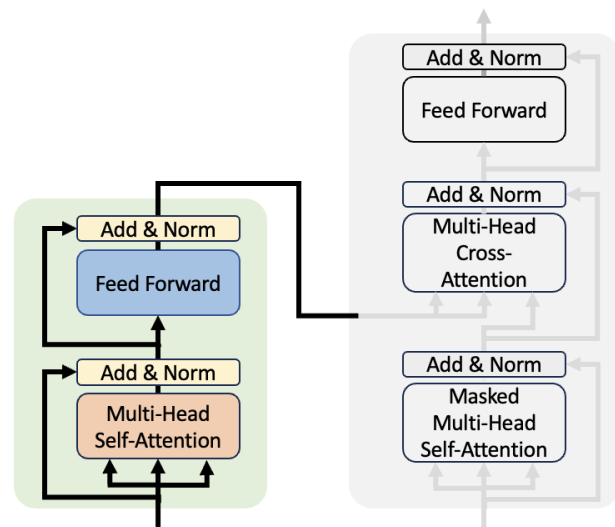 Add & Norm
Feed Forward
Add & Norm
Multi-Head
Self-Attention
Add & Norm
Feed Forward
Add & Norm
Multi-Head
Cross-
Attention
Add & Norm
Masked
Multi-Head
Self-Attention